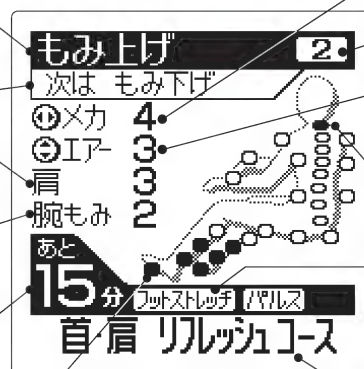 もみ上げ 2
次は もみ下げ
メカ 4
エアー 3
肩 3
腕もみ 2
あと
15分 フットストレッチ パルス
首・肩 リフレッシュコース